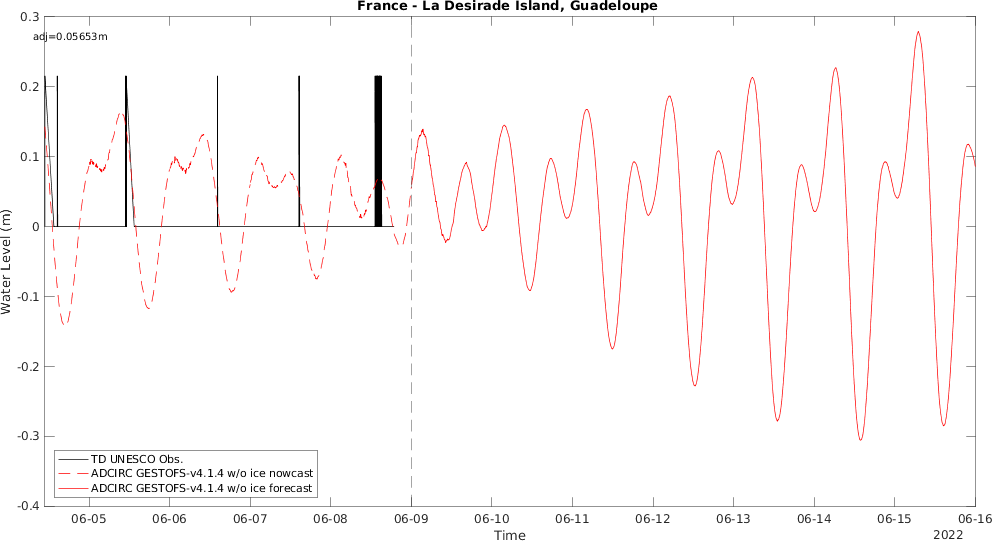 France - La Desirade Island, Guadeloupe
adj=0.05653m
0.3
0.2
0.1
0
-0.1
-0.2
-0.3
-0.4
Water Level (m)
TD UNESCO Obs.
ADCIRC GESTOFS-v4.1.4 w/o ice nowcast
ADCIRC GESTOFS-v4.1.4 w/o ice forecast
06-05 06-06 06-07 06-08 06-09 06-10 06-11 06-12 06-13 06-14 06-15 06-16
Time
2022